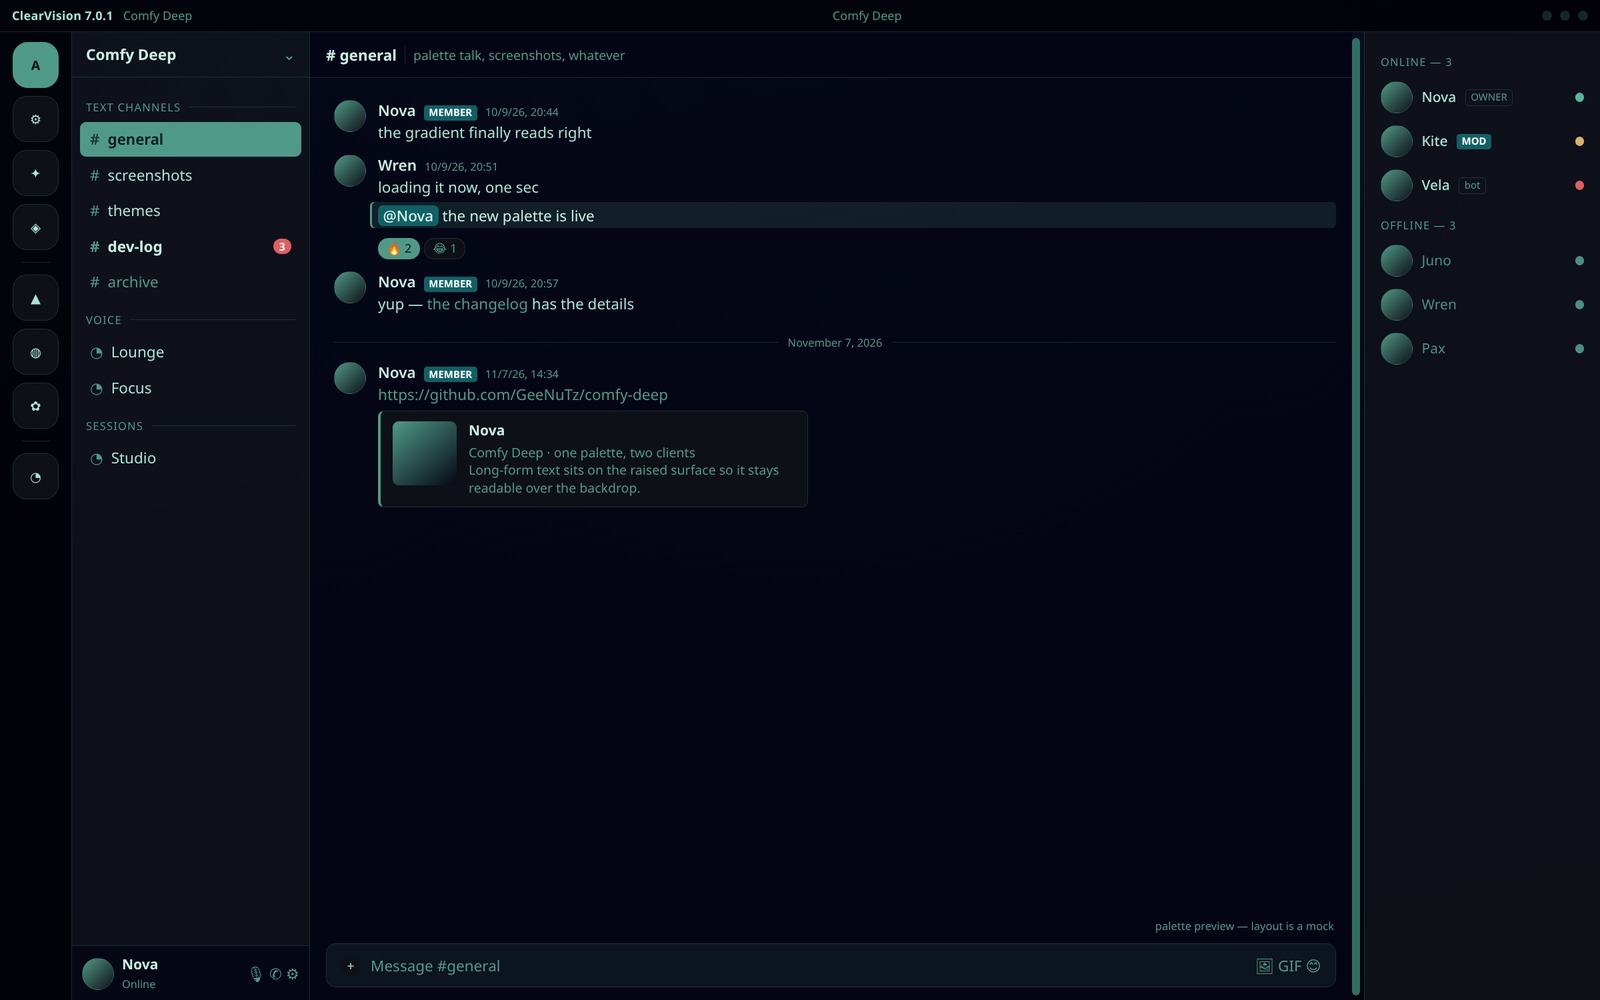 ClearVision 7.0.1 Comfy Deep
Comfy Deep
A
Comfy Deep
TEXT CHANNELS
# general
# screenshots
# themes
# dev-log 3
# archive
VOICE
Lounge
Focus
SESSIONS
Studio
Nova
Online
# general palette talk, screenshots, whatever
Nova MEMBER 10/9/26, 20:44
the gradient finally reads right
Wren 10/9/26, 20:51
loading it now, one sec
@Nova the new palette is live
🔥 2 😂 1
Nova MEMBER 10/9/26, 20:57
yup — the changelog has the details
November 7, 2026
Nova MEMBER 11/7/26, 14:34
https://github.com/GeeNuTz/comfy-deep
Nova
Comfy Deep · one palette, two clients
Long-form text sits on the raised surface so it stays
readable over the backdrop.
palette preview — layout is a mock
+ Message #general GIF
ONLINE — 3
Nova OWNER
Kite MOD
Vela bot
OFFLINE — 3
Juno
Wren
Pax